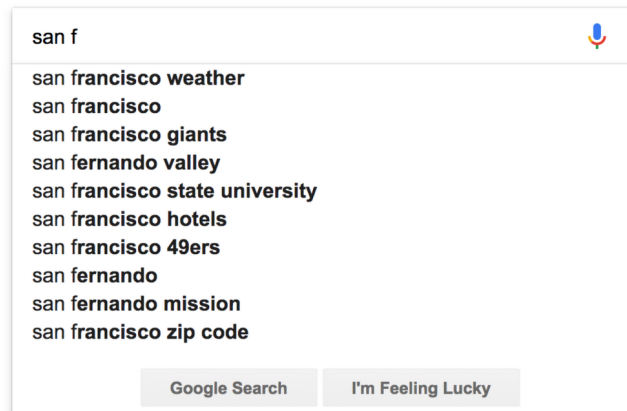 san f
san francisco weather
san francisco
san francisco giants
san fernando valley
san francisco state university
san francisco hotels
san francisco 49ers
san fernando
san fernando mission
san francisco zip code
Google Search I'm Feeling Lucky